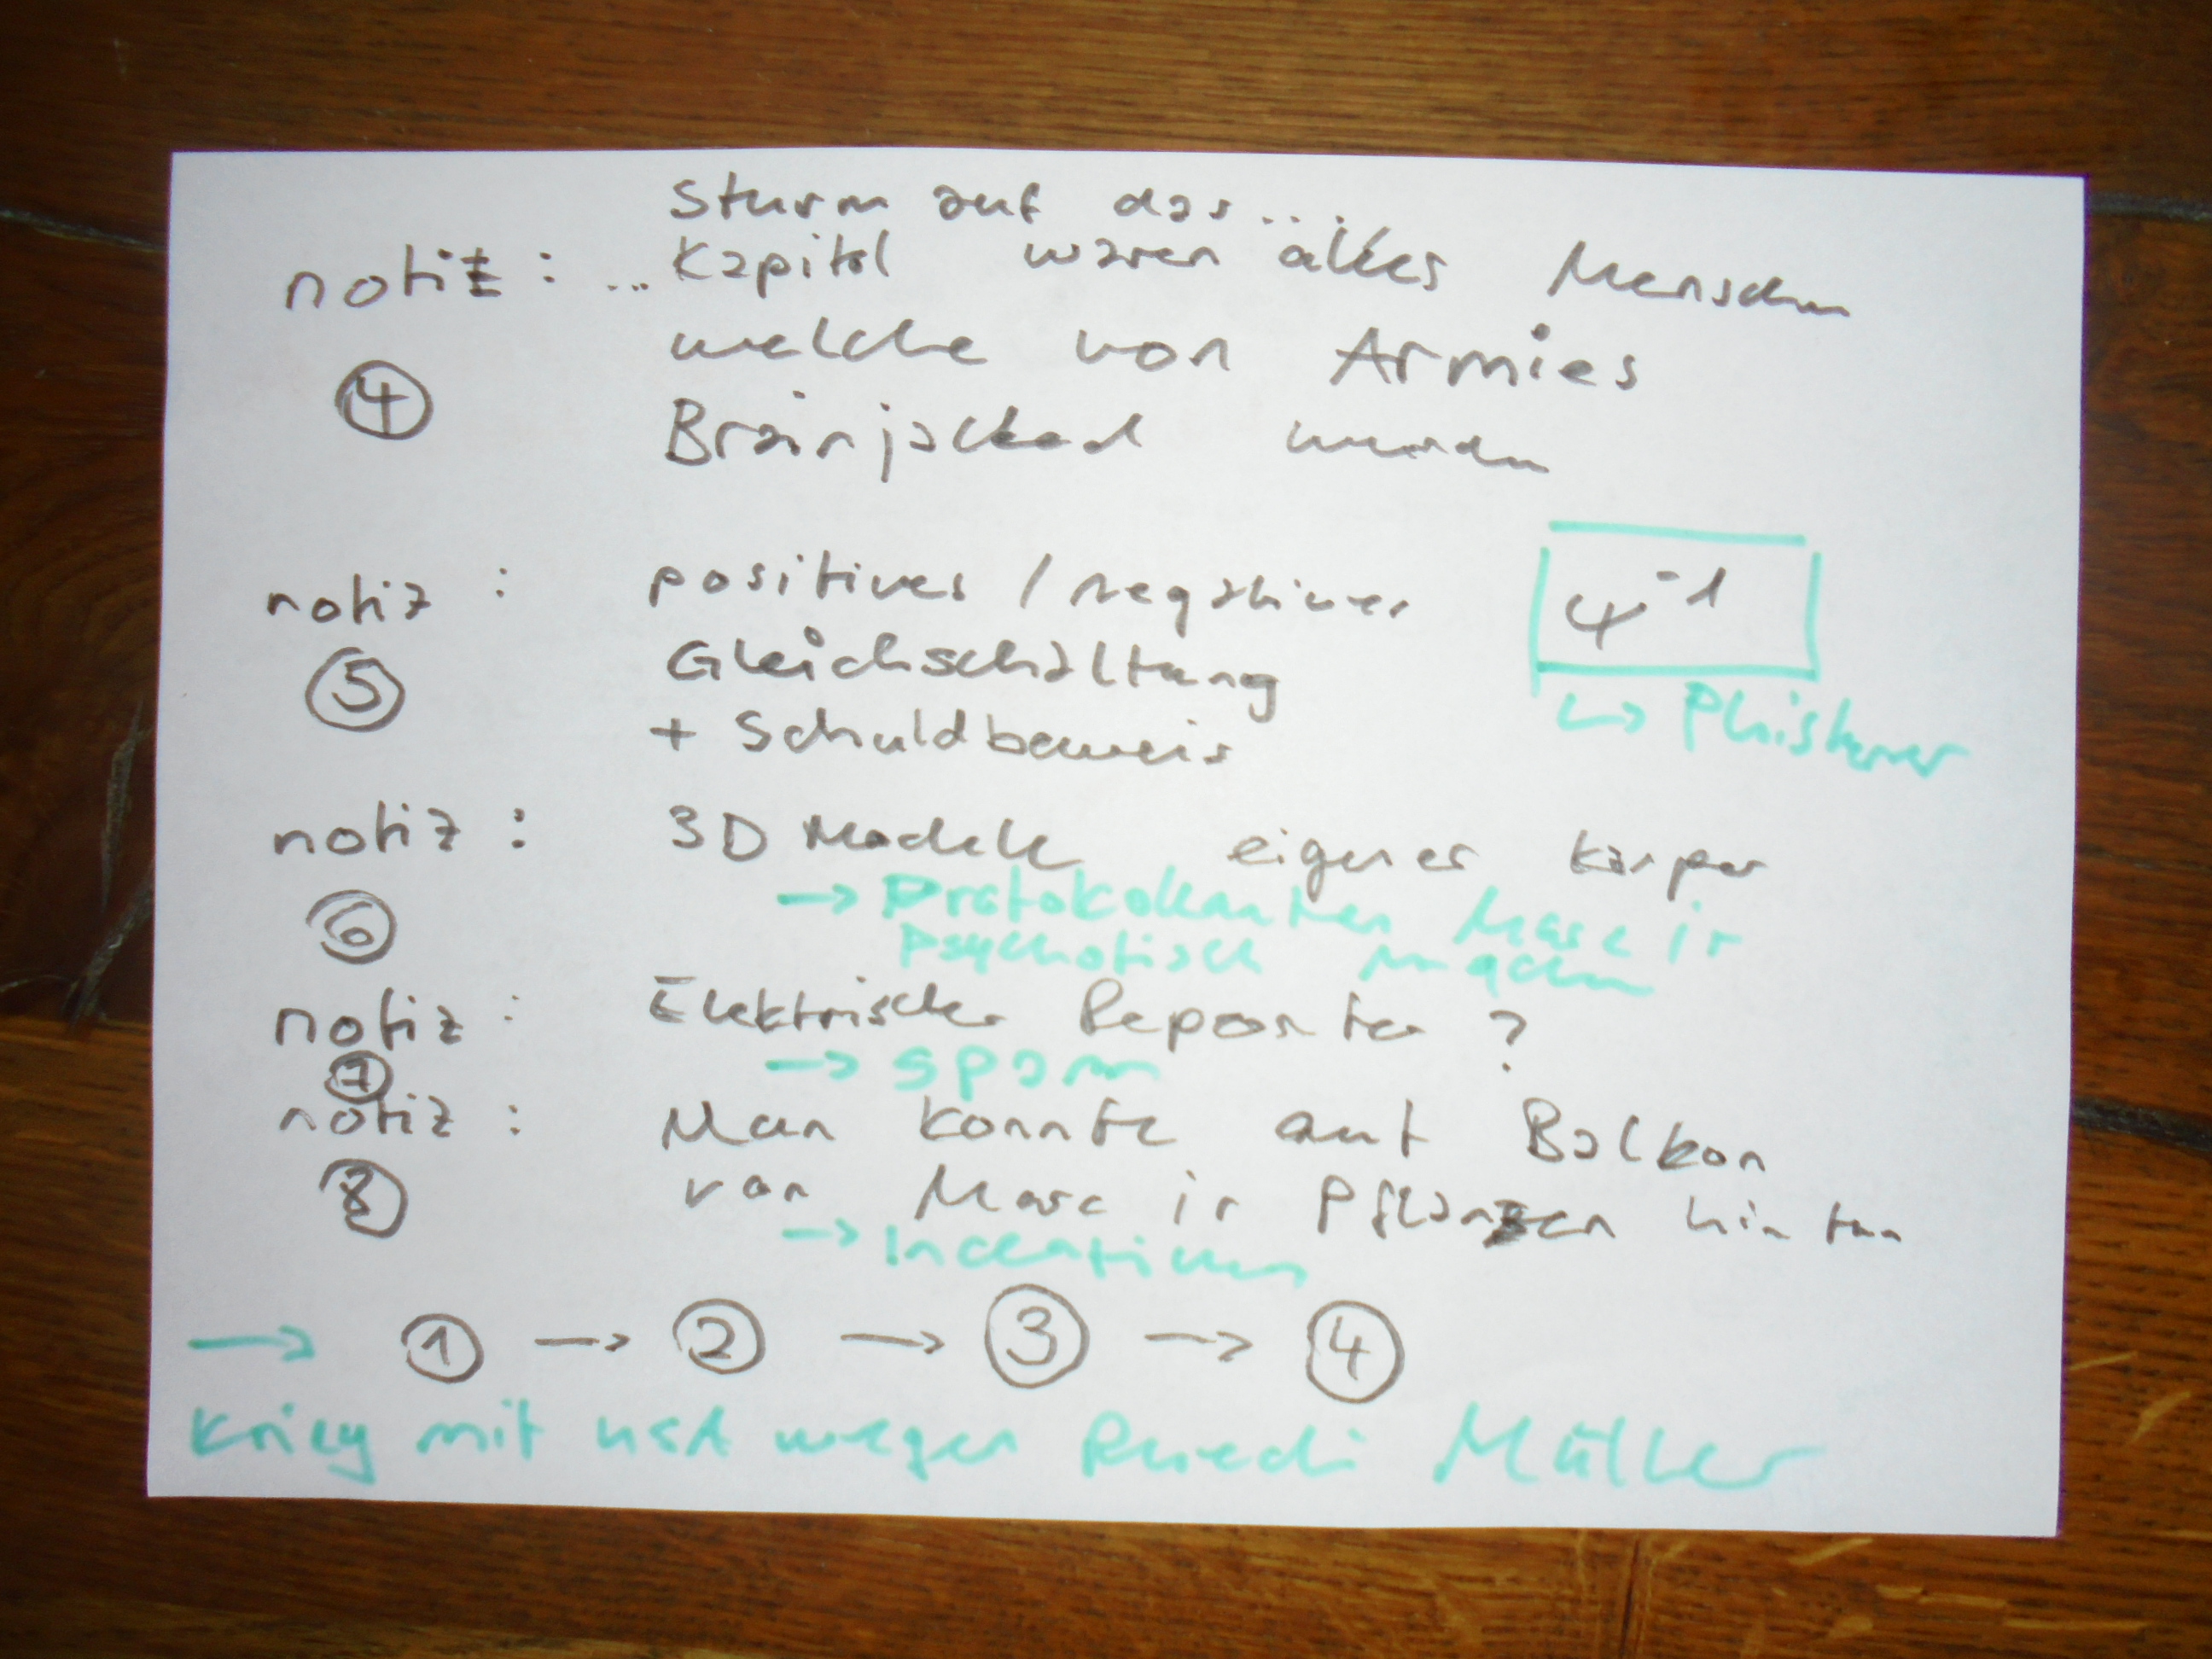 Sturm auf das...
notiz : ... Kapitol waren alles Menschen
④ welche von Armies
Brainjacked wurden
notiz : positives / negatives
⑤ Gleichschaltung
+ Schuldbeweis
4⁻¹
↳
notiz : 3D Modelle eigener Körper
⑥ → Protokollanten Marc ir
Psychotisch machen
notiz : Elektrischer Reporter ?
⑦ → Spam
notiz : Man konnte auf Balkon
⑧ von Marc ir Pflanzen hin tun
→ Incentives
→ ① → ② → ③ → ④
Krieg mit USA wegen Ruedi Müller